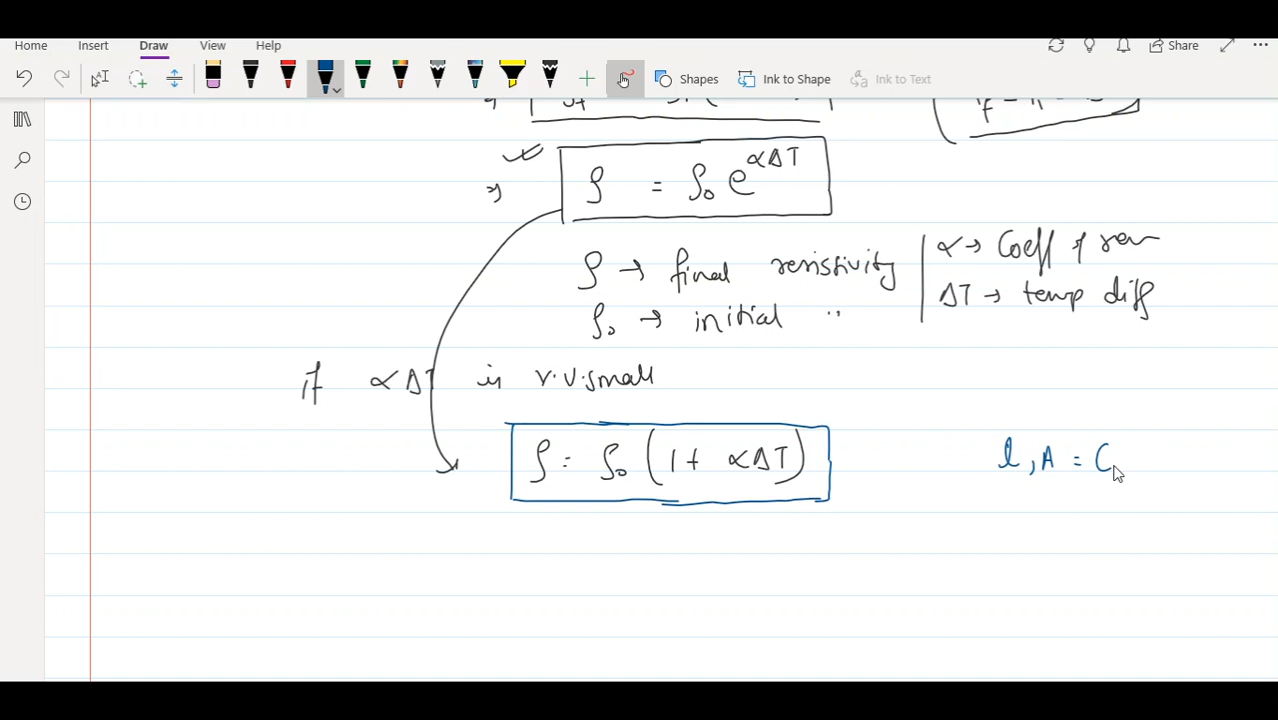 Home Insert Draw View Help Share
Shapes Ink to Shape Ink to Text
ρ = ρ₀ e^αΔT
ρ → final resistivity | α → Coeff of
ρ₀ → initial " | ΔT → temp diff
if αΔT is v.v.small
ρ = ρ₀ (1+ αΔT) l, A = C